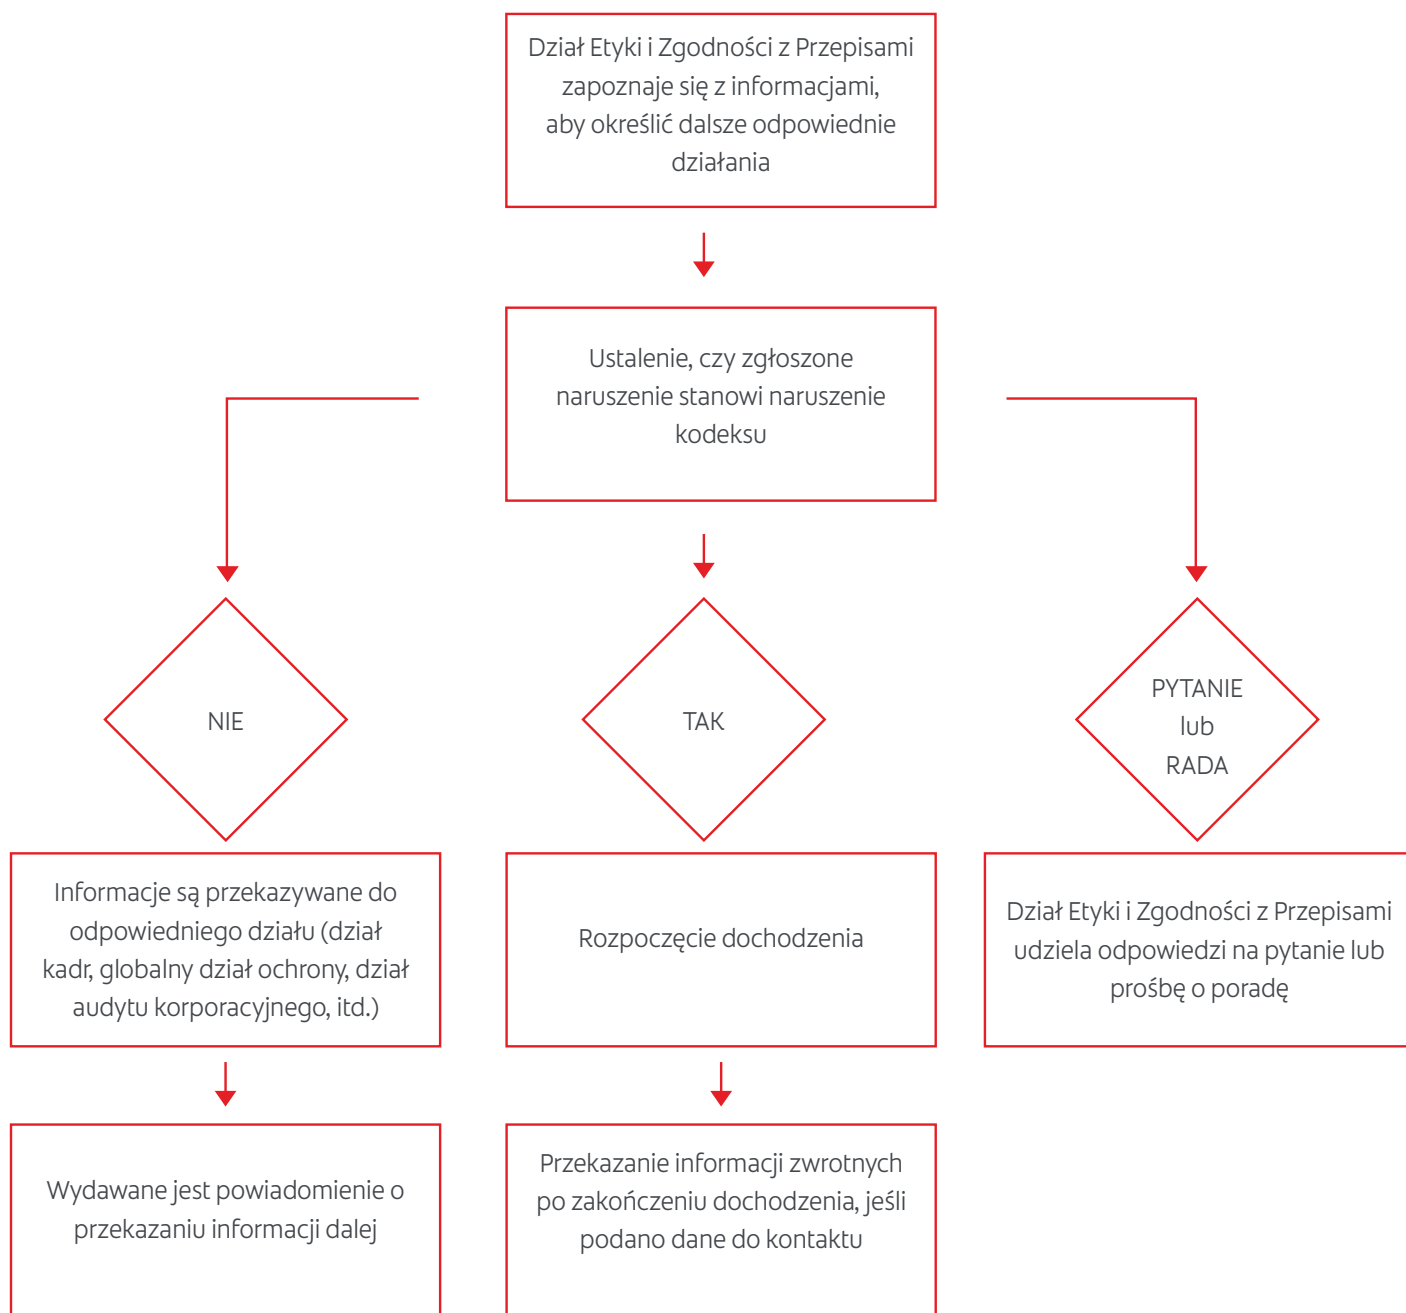 Dział Etyki i Zgodności z Przepisami
zapoznaje się z informacjami,
aby określić dalsze odpowiednie
działania
Ustalenie, czy zgłoszone
naruszenie stanowi naruszenie
kodeksu
NIE
TAK
PYTANIE
lub
RADA
Informacje są przekazywane do
odpowiedniego działu (dział
kadr, globalny dział ochrony, dział
audytu korporacyjnego, itd.)
Rozpoczęcie dochodzenia
Dział Etyki i Zgodności z Przepisami
udziela odpowiedzi na pytanie lub
prośbę o poradę
Wydawane jest powiadomienie o
przekazaniu informacji dalej
Przekazanie informacji zwrotnych
po zakończeniu dochodzenia, jeśli
podano dane do kontaktu